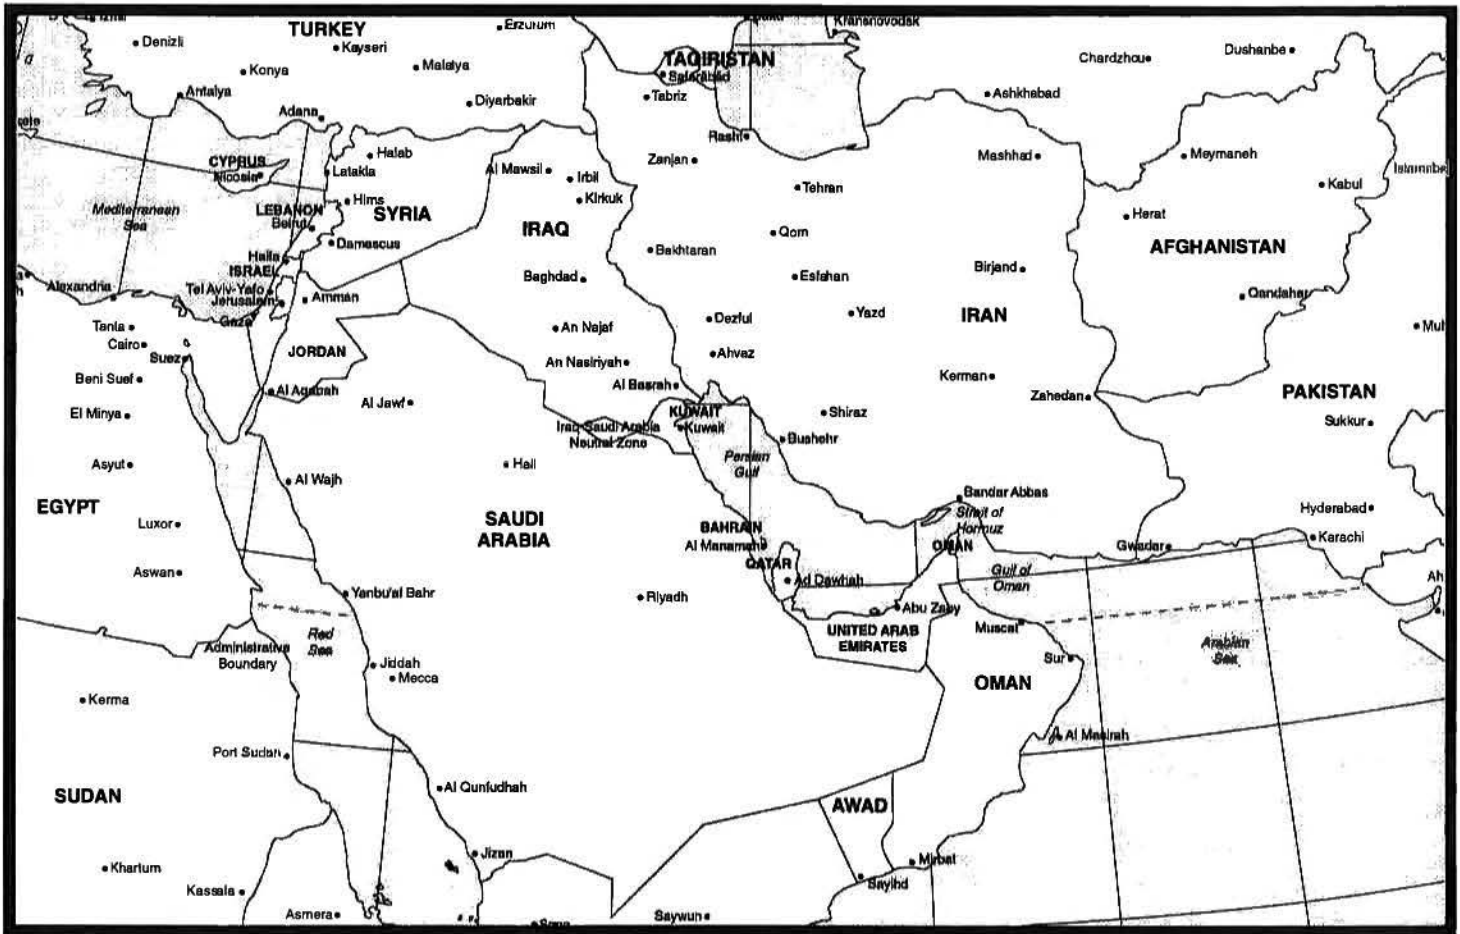 TURKEY
Erzurum
Kransnovodsk
Denizli
Kayseri
Dushanbe
Chardzhou
TAQIRISTAN
Konya
Malatya
Safarabad
Antalya
Diyarbakir
Tabriz
Ashkhabad
Adana
Rasht
CYPRUS
Nicosia
Halab
Al Mawsil
Zanjan
Mashhad
Meymaneh
Latakia
Irbil
Tehran
Kabul
Kirkuk
Mediterranean
Sea
LEBANON
Beirut
Hims
SYRIA
IRAQ
Herat
Qom
Damascus
Bakhtaran
AFGHANISTAN
Haifa
ISRAEL
Baghdad
Esfahan
Birjand
Alexandria
Tel Aviv-Yafo
Jerusalem
Amman
Qandahar
Gaza
Tanta
An Najaf
Dezful
Yazd
IRAN
Cairo
Suez
JORDAN
An Nasiriyah
Ahvaz
Beni Suef
Al Aqabah
Al Basrah
Kerman
Al Jawf
Zahedan
PAKISTAN
El Minya
KUWAIT
Kuwait
Shiraz
Sukkur
Iraq-Saudi Arabia
Neutral Zone
Bushehr
Asyut
Hail
Persian
Gulf
Al Wajh
Bandar Abbas
EGYPT
Strait of
Hormuz
Hyderabad
Luxor
SAUDI
ARABIA
BAHRAIN
Al Manamah
OMAN
Gwadar
Karachi
QATAR
Aswan
Ad Dawhah
Gulf of
Oman
Ah
Yanbu'al Bahr
Riyadh
Abu Zaby
Red
Sea
UNITED ARAB
EMIRATES
Muscat
Administrative
Boundary
Arabian
Sea
Jiddah
Mecca
Sur
OMAN
Kerma
Al Masirah
Port Sudan
SUDAN
Al Qunfudhah
AWAD
Jizan
Mirbat
Khartum
Sayihd
Kassala
Asmera
Saywun